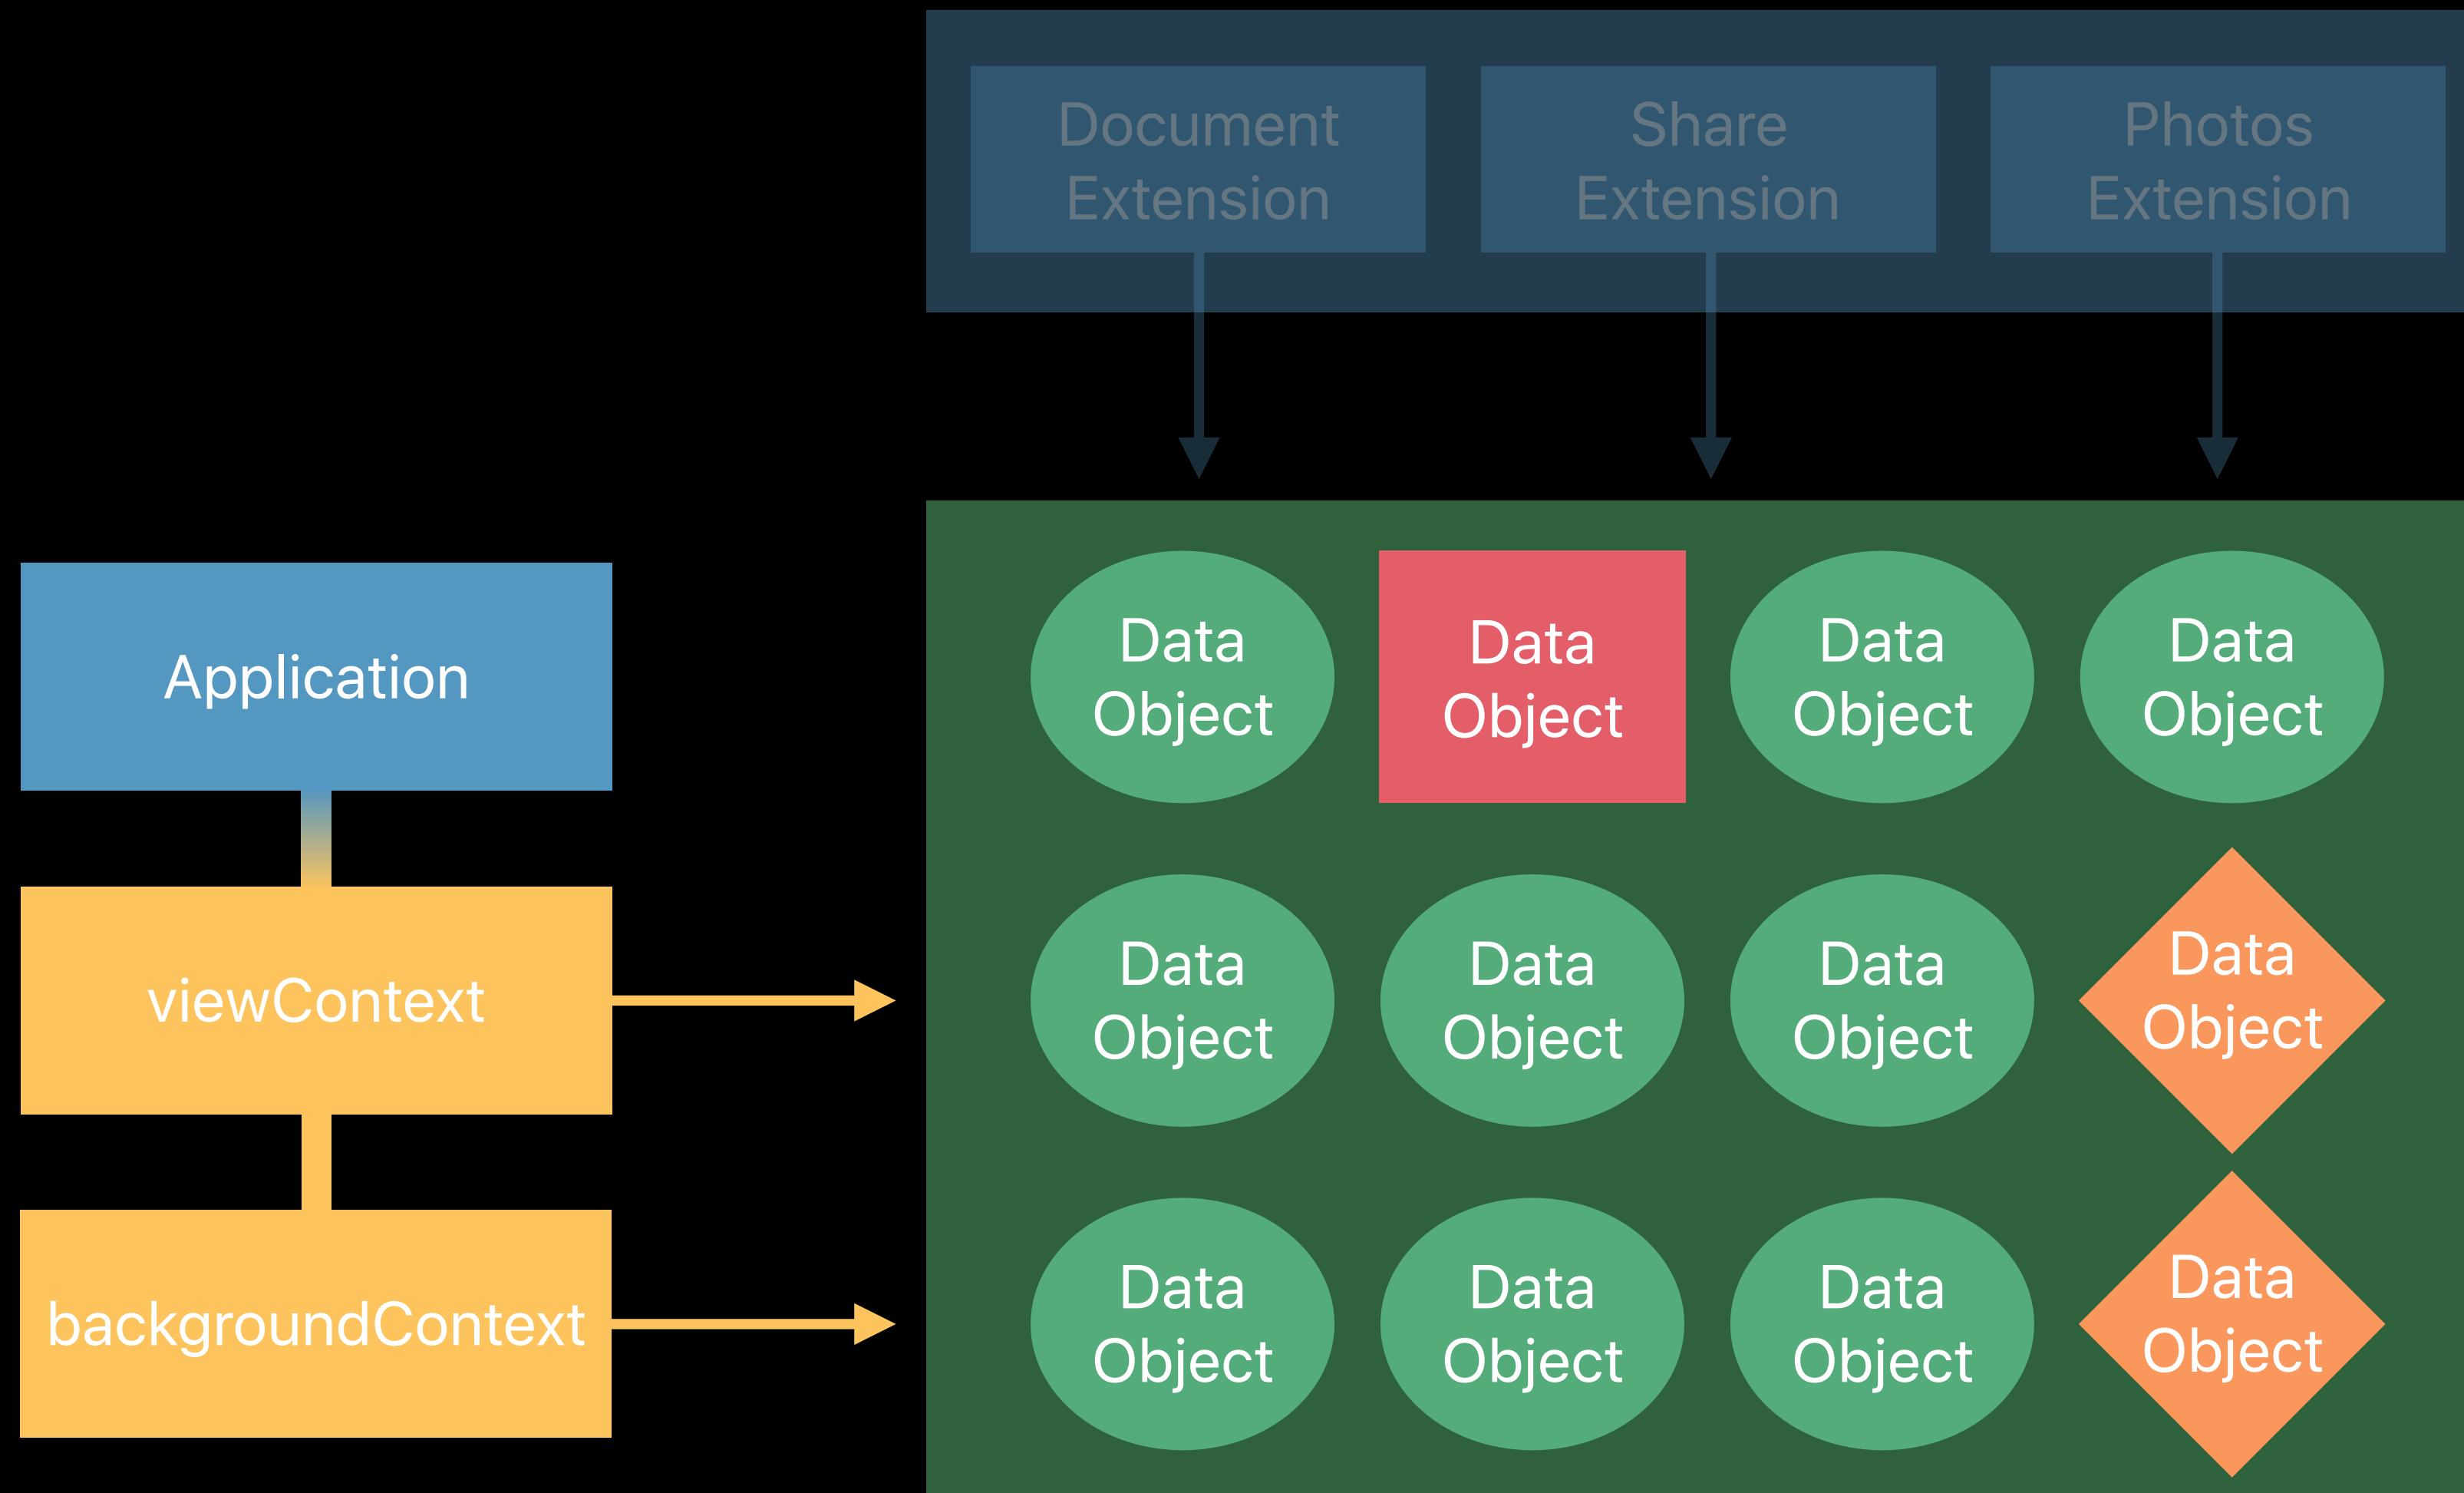 Document
Extension
Share
Extension
Photos
Extension
Application
viewContext
backgroundContext
Data
Object
Data
Object
Data
Object
Data
Object
Data
Object
Data
Object
Data
Object
Data
Object
Data
Object
Data
Object
Data
Object
Data
Object